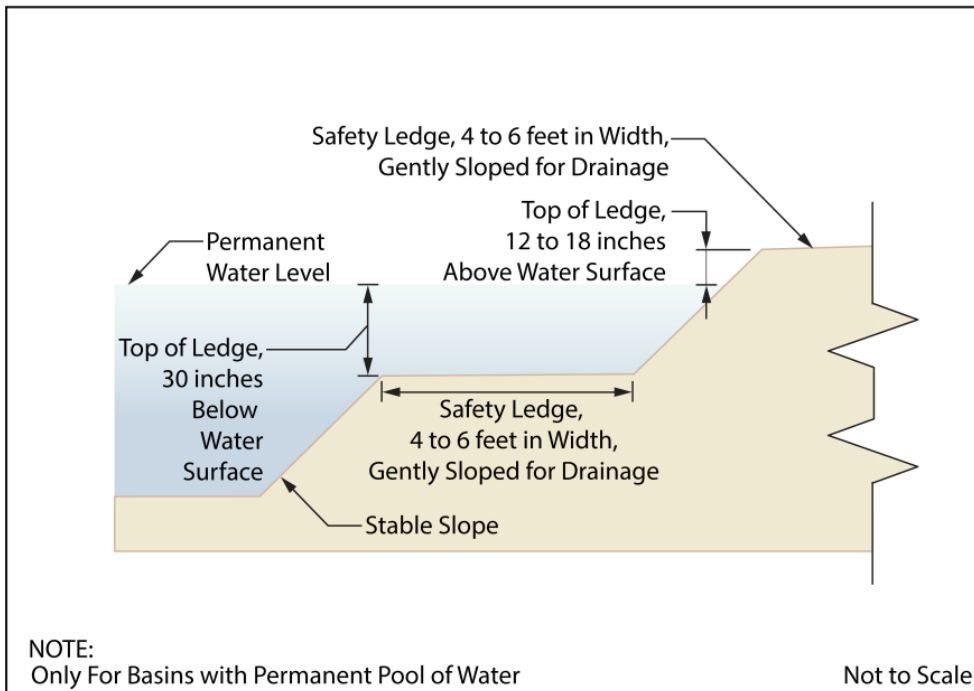 Safety Ledge, 4 to 6 feet in Width,
Gently Sloped for Drainage
Top of Ledge,
12 to 18 inches
Above Water Surface
Permanent
Water Level
Top of Ledge,
30 inches
Below
Water
Surface
Safety Ledge,
4 to 6 feet in Width,
Gently Sloped for Drainage
Stable Slope
NOTE:
Only For Basins with Permanent Pool of Water
Not to Scale